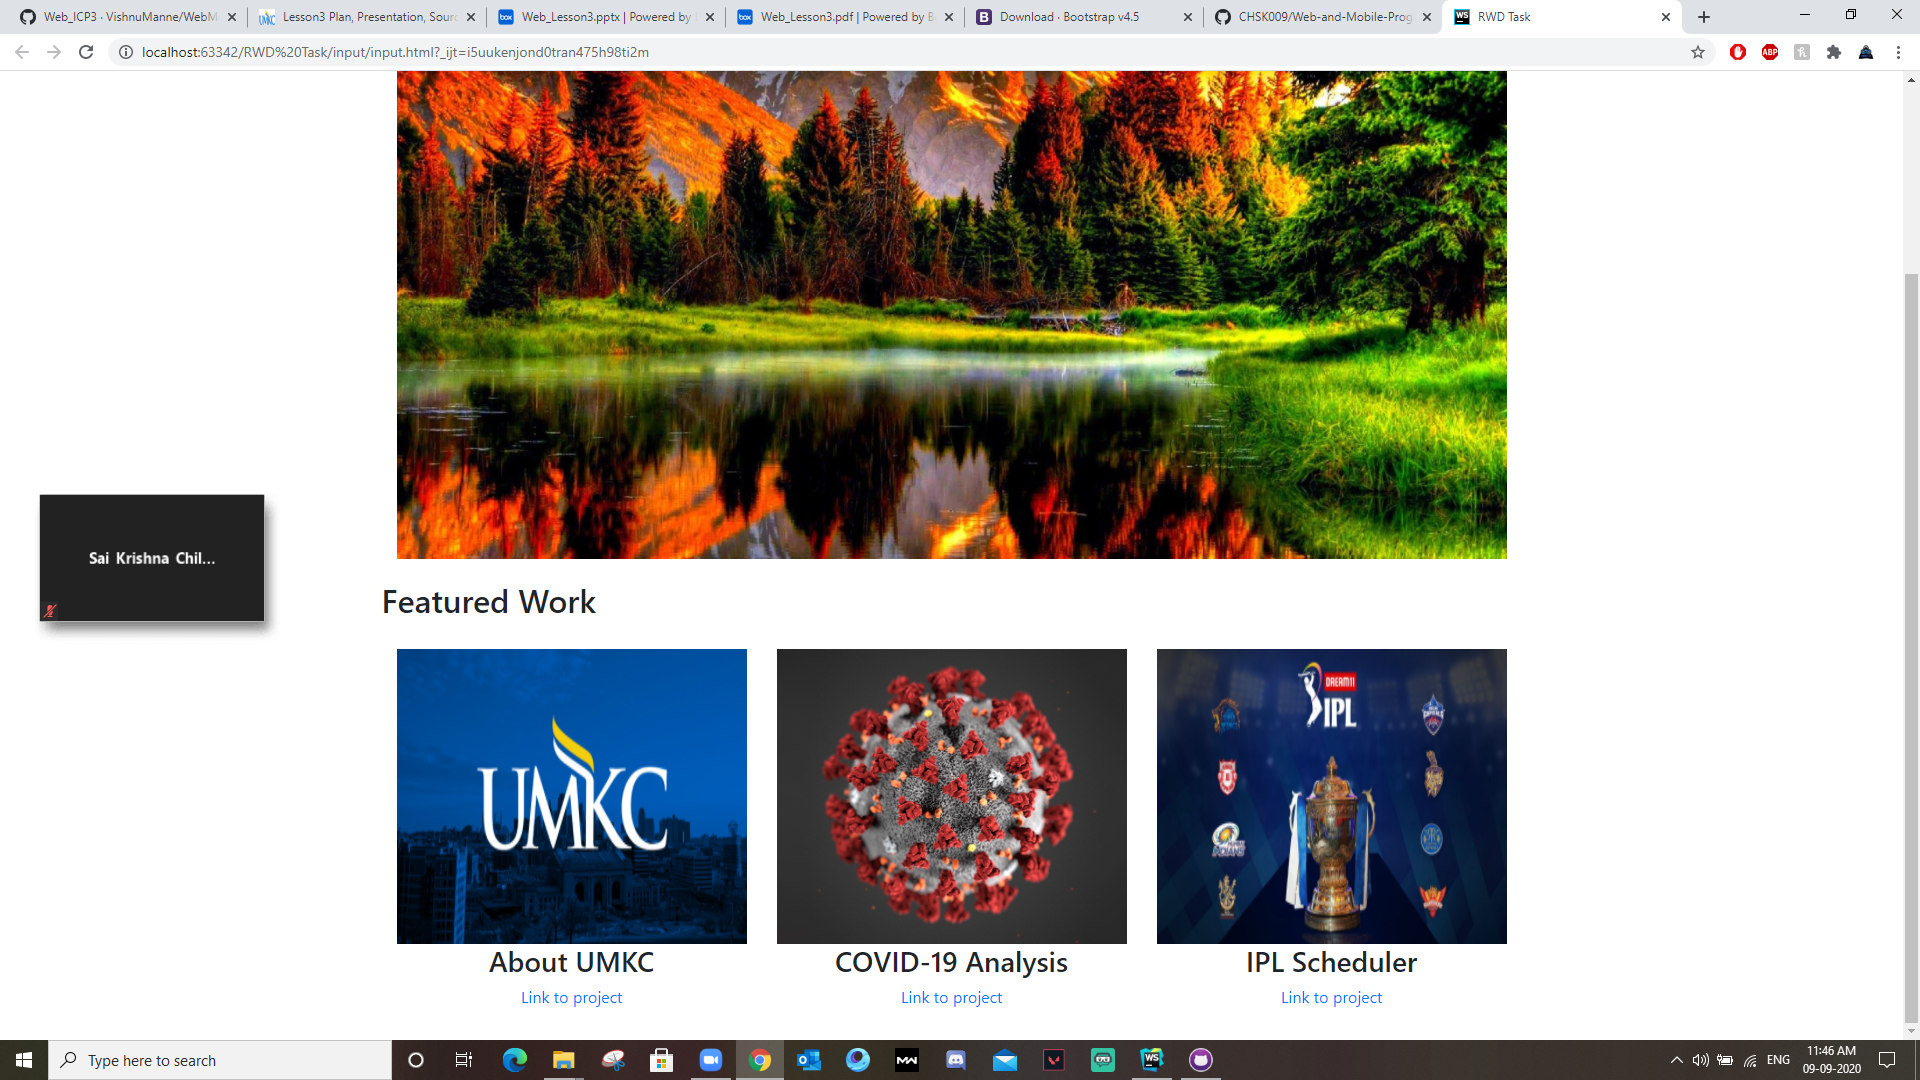 Web_ICP3 · VishnuManne/WebM
Lesson3 Plan, Presentation, Sourc
Web_Lesson3.pptx | Powered by
Web_Lesson3.pdf | Powered by B
Download · Bootstrap v4.5
CHSK009/Web-and-Mobile-Prog
RWD Task
localhost:63342/RWD%20Task/input/input.html?_ijt=i5uukenjond0tran475h98ti2m
ABP
Sai Krishna Chil...
Featured Work
UMKC
DREAM11
IPL
About UMKC
COVID-19 Analysis
IPL Scheduler
Link to project
Link to project
Link to project
Type here to search
MW
WS
ENG
11:46 AM
09-09-2020